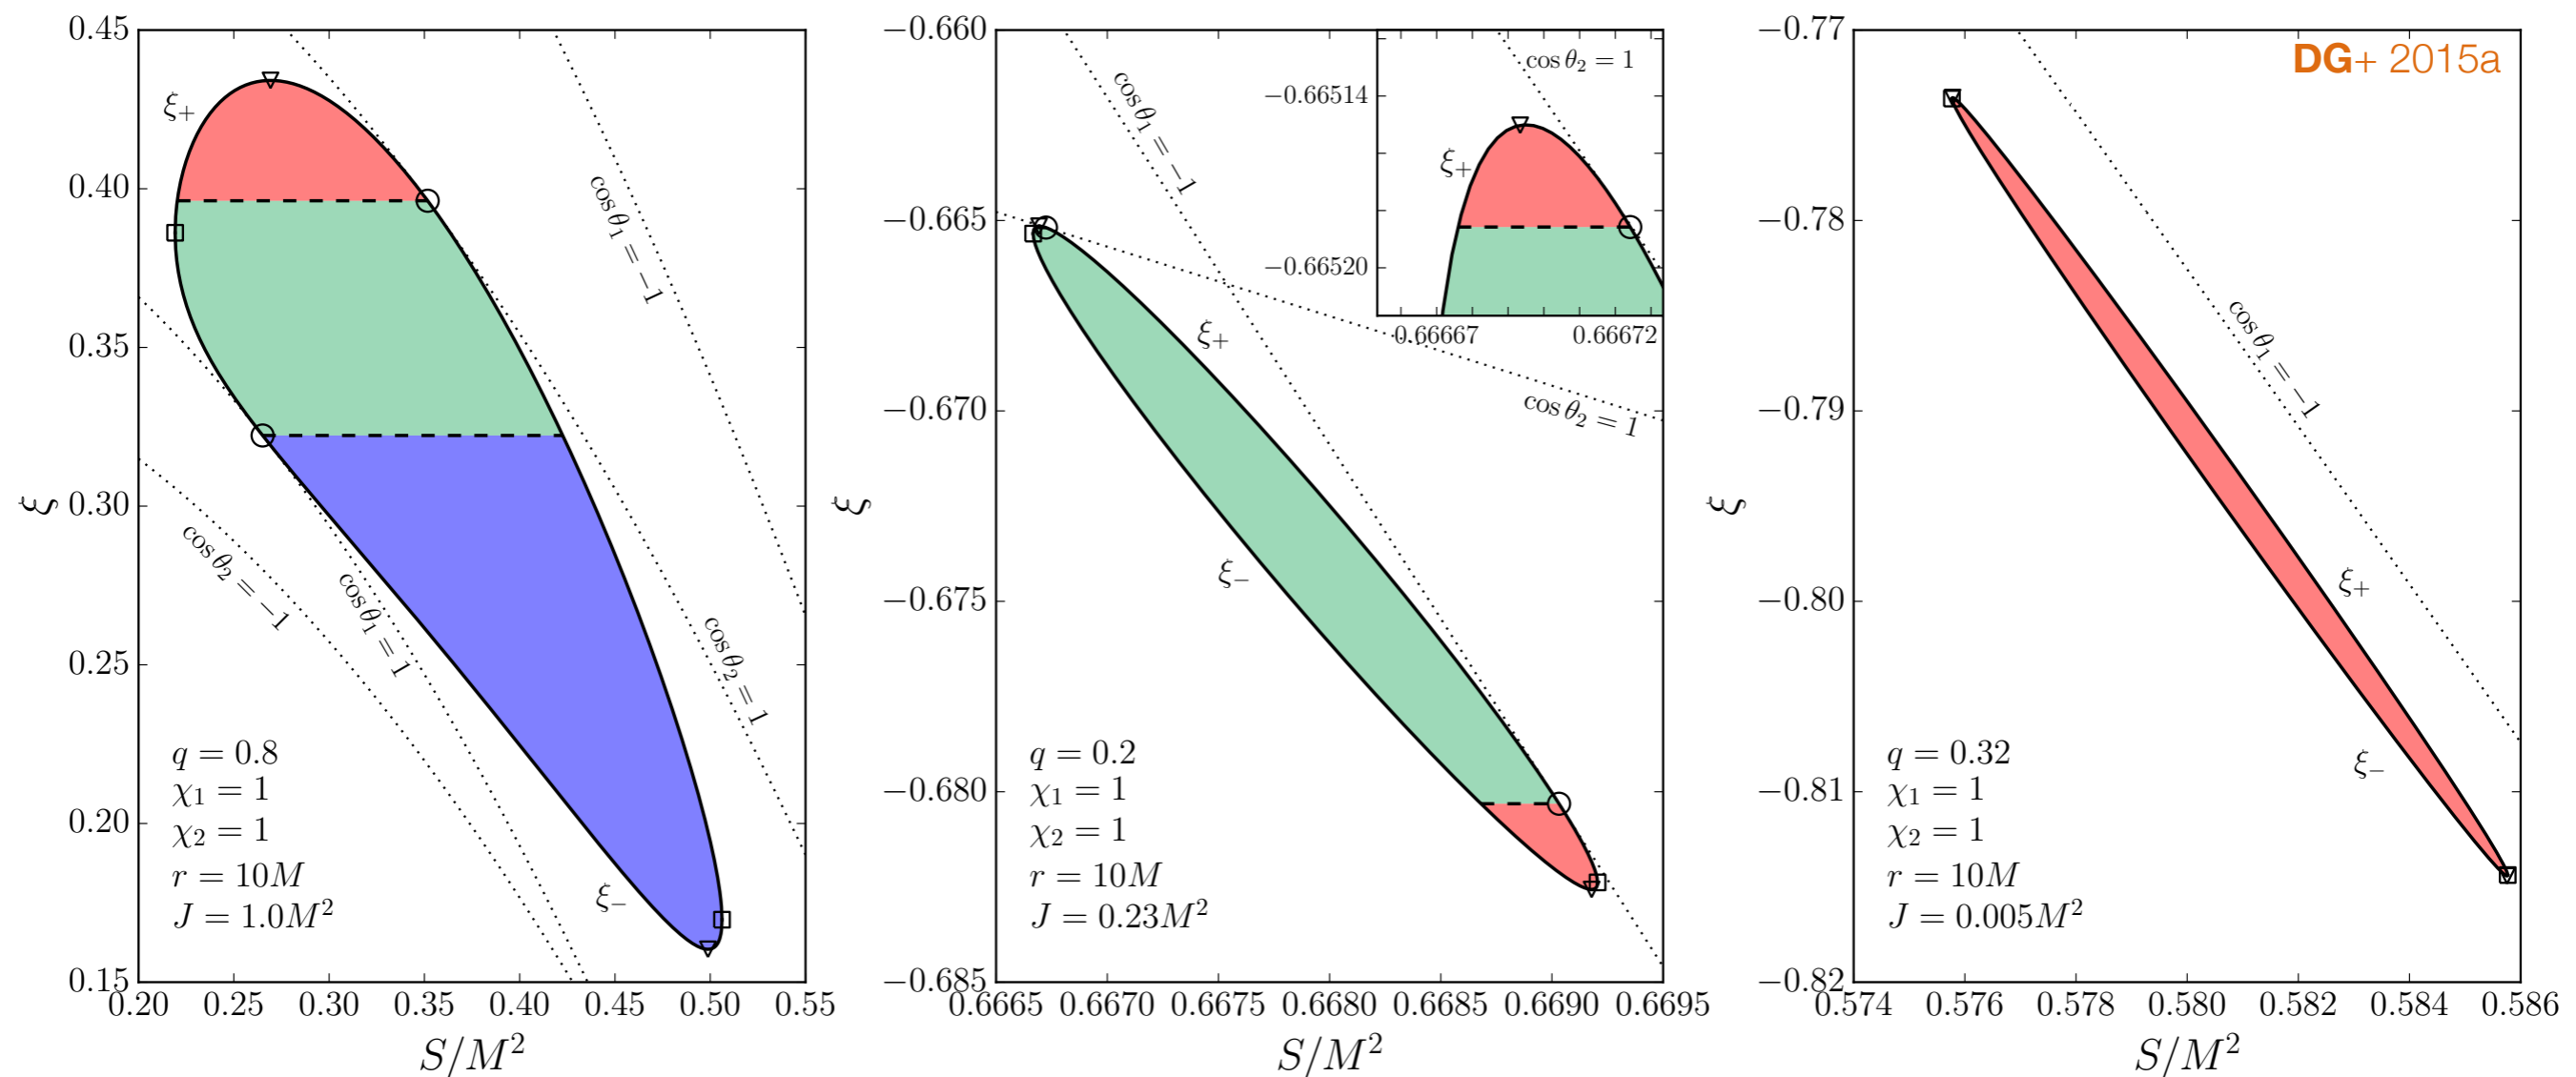 0.45
0.40
0.35
0.30
0.25
0.20
0.15
ξ
ξ₊
cos θ₁ = −1
cos θ₂ = −1
cos θ₁ = 1
cos θ₂ = 1
ξ₋
q = 0.8
χ₁ = 1
χ₂ = 1
r = 10M
J = 1.0M²
0.20 0.25 0.30 0.35 0.40 0.45 0.50 0.55
S/M²
−0.660
−0.665
−0.670
−0.675
−0.680
−0.685
ξ
cos θ₁ = −1
cos θ₂ = 1
−0.66514
ξ₊
−0.66520
0.66667 0.66672
ξ₊
cos θ₂ = 1
ξ₋
q = 0.2
χ₁ = 1
χ₂ = 1
r = 10M
J = 0.23M²
0.6665 0.6670 0.6675 0.6680 0.6685 0.6690 0.6695
S/M²
−0.77
−0.78
−0.79
−0.80
−0.81
−0.82
ξ
DG+ 2015a
cos θ₁ = −1
ξ₊
ξ₋
q = 0.32
χ₁ = 1
χ₂ = 1
r = 10M
J = 0.005M²
0.574 0.576 0.578 0.580 0.582 0.584 0.586
S/M²